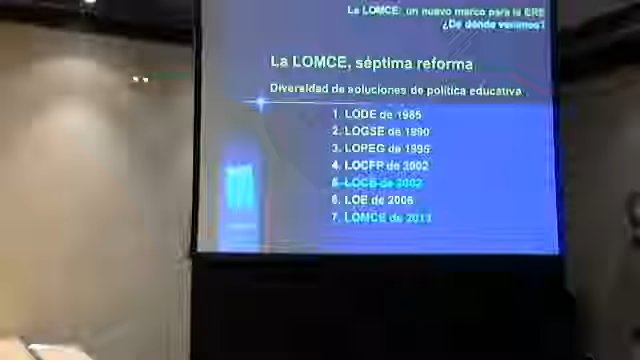 La LOMCE: un nuevo marco para la ERE
¿De dónde venimos?
La LOMCE, séptima reforma
Diversidad de soluciones de política educativa
1. LODE de 1985
2. LOGSE de 1990
3. LOPEG de 1995
4. LOCFP de 2002
5. LOCE de 2002
6. LOE de 2006
7. LOMCE de 2013